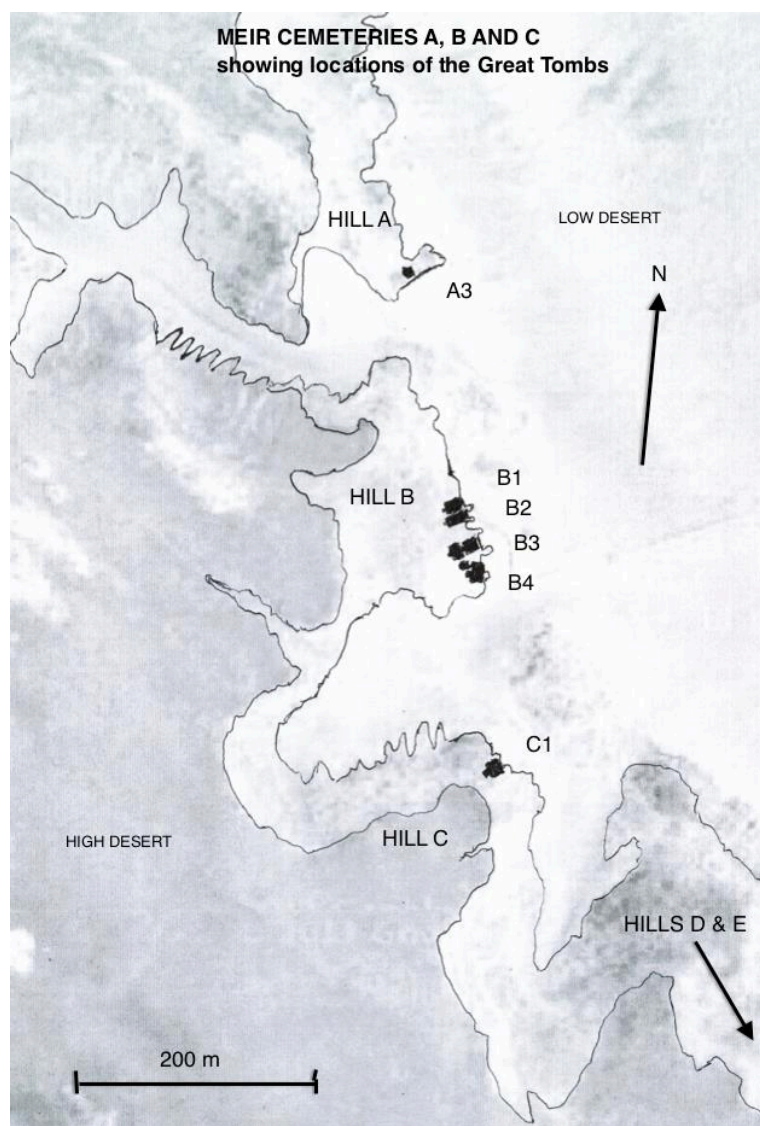 MEIR CEMETERIES A, B AND C
showing locations of the Great Tombs
HILL A
LOW DESERT
N
A3
B1
HILL B
B2
B3
B4
C1
HIGH DESERT
HILL C
HILLS D & E
200 m